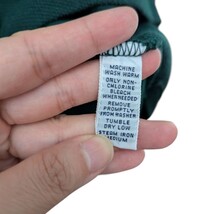 MACHINE
WASH WARM
ONLY NON-
CHLORINE
BLEACH
WHEN NEEDED
REMOVE
PROMPTLY
FROM WASHER
TUMBLE
DRY LOW
STEAM IRON
MEDIUM